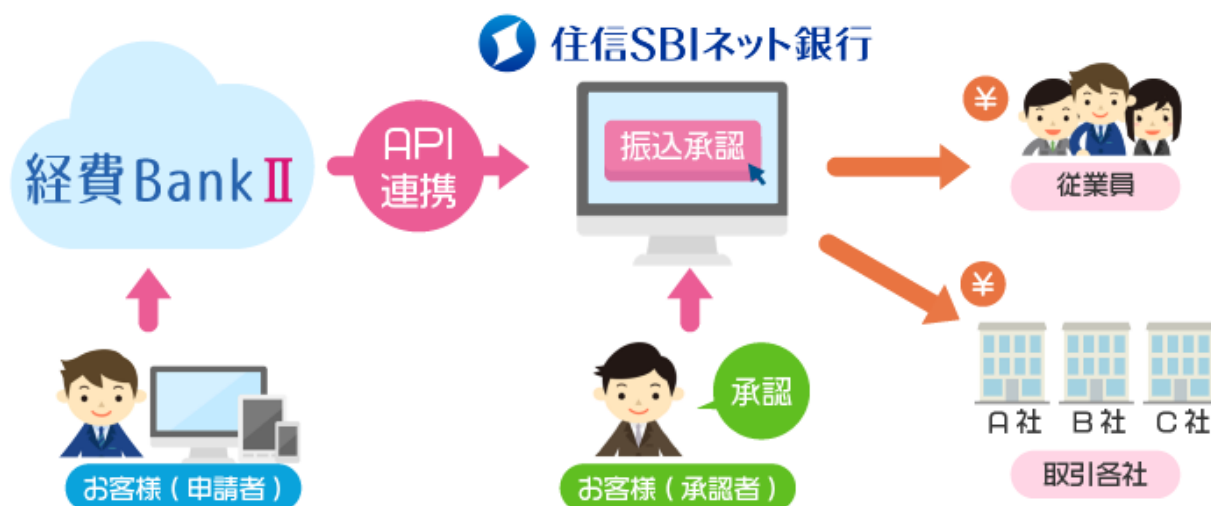 住信SBIネット銀行
経費BankⅡ
API
連携
振込承認
¥
従業員
¥
A社
B社
C社
取引各社
承認
お客様(申請者)
お客様(承認者)